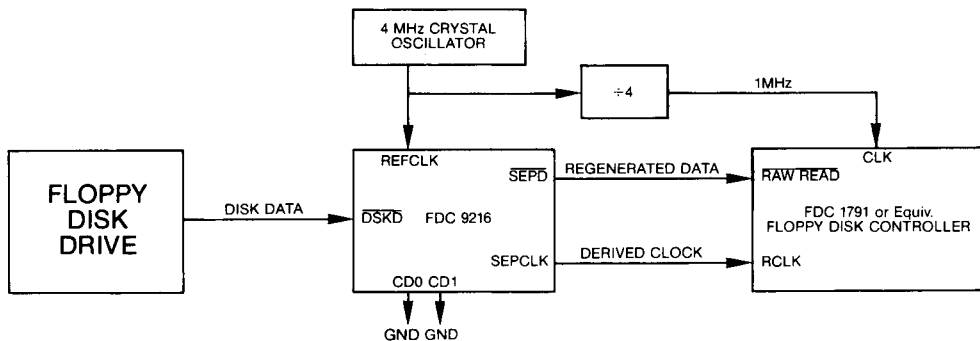 4 MHz CRYSTAL
OSCILLATOR
÷4
1MHz
FLOPPY
DISK
DRIVE
DISK DATA
REFCLK
DSKD
FDC 9216
SEPD
SEPCLK
CD0 CD1
GND GND
REGENERATED DATA
DERIVED CLOCK
CLK
RAW READ
FDC 1791 or Equiv.
FLOPPY DISK CONTROLLER
RCLK